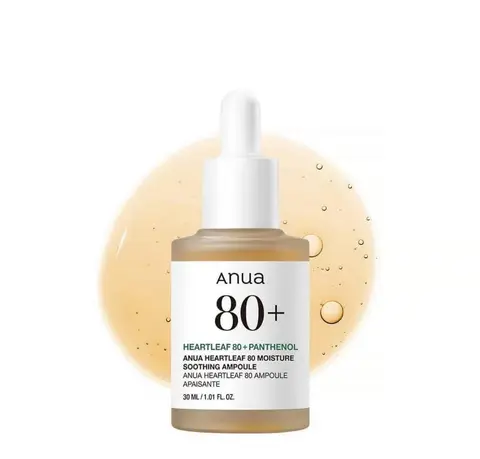 Anua
80+
HEARTLEAF 80+PANTHENOL
ANUA HEARTLEAF 80 MOISTURE
SOOTHING AMPOULE
ANUA HEARTLEAF 80 AMPOULE
APAISANTE
30 ML / 1.01 FL. OZ.